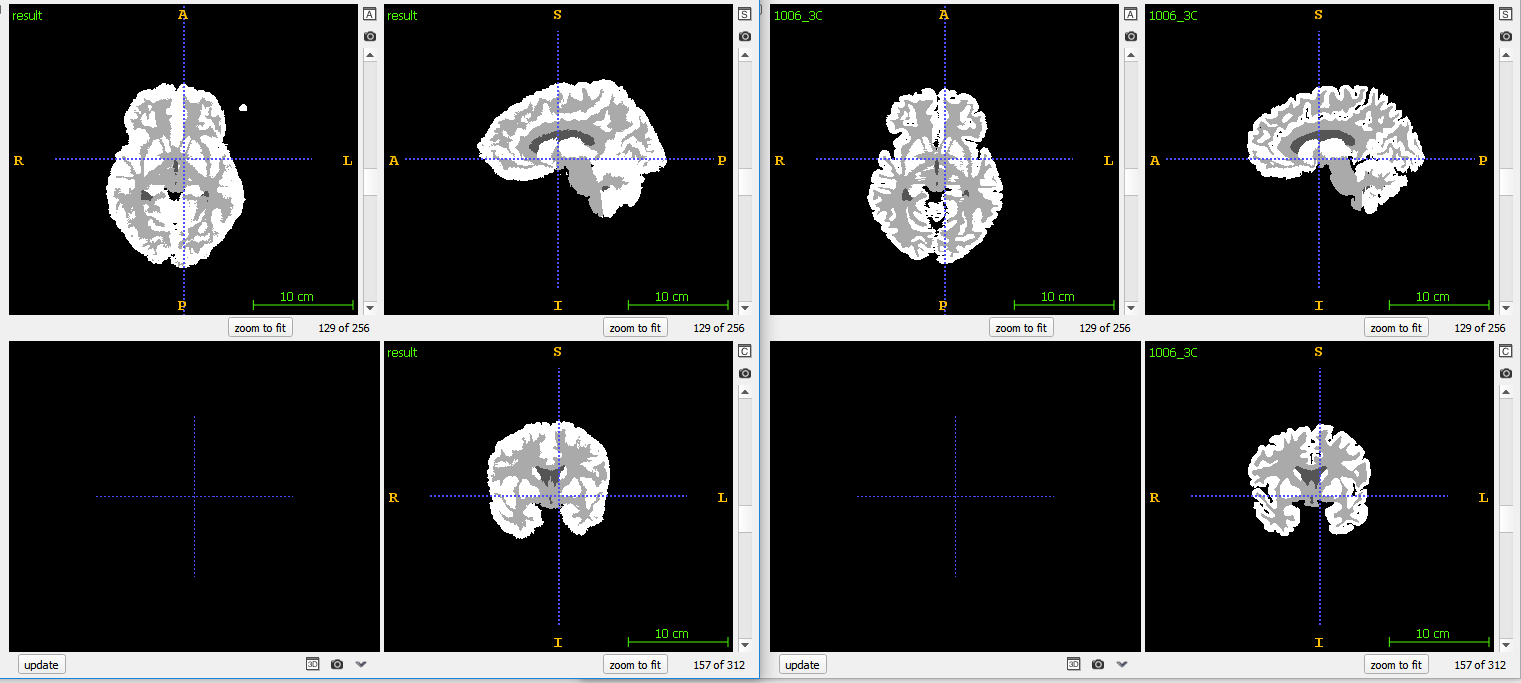 result
A
A
R
L
10 cm
P
zoom to fit
129 of 256
result
S
S
A
P
10 cm
I
zoom to fit
129 of 256
update
3D
result
S
C
R
L
10 cm
I
zoom to fit
157 of 312
1006_3C
A
A
R
L
10 cm
P
zoom to fit
129 of 256
1006_3C
S
S
A
P
10 cm
I
zoom to fit
129 of 256
update
3D
1006_3C
S
C
R
L
10 cm
I
zoom to fit
157 of 312